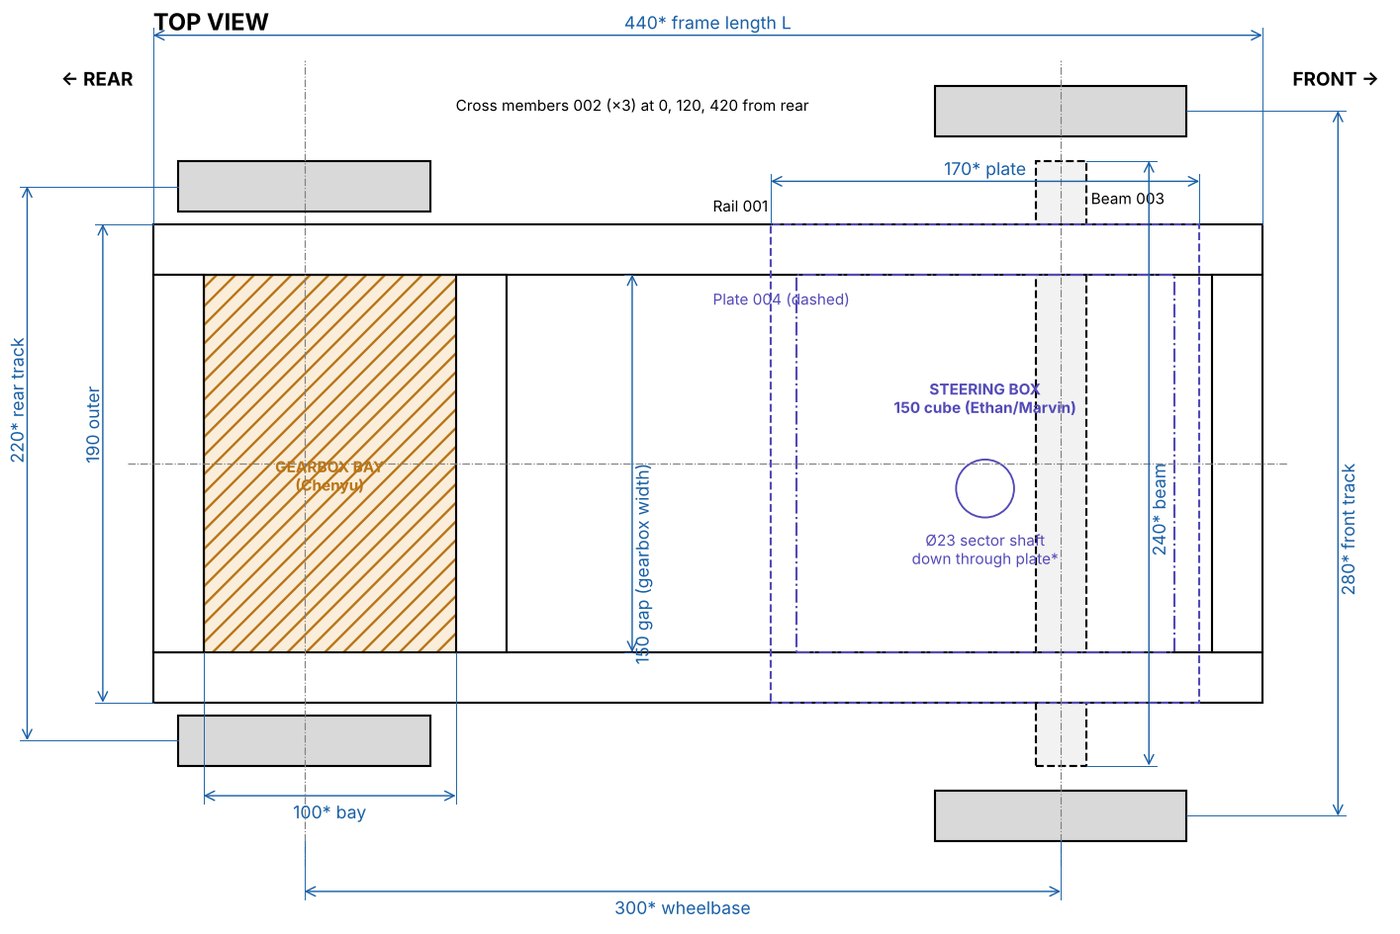 TOP VIEW
440* frame length L
← REAR
FRONT →
Cross members 002 (×3) at 0, 120, 420 from rear
170* plate
Beam 003
Rail 001
Plate 004 (dashed)
STEERING BOX
150 cube (Ethan/Marvin)
220* rear track
190 outer
GEARBOX BAY
(Chenyu)
150 gap (gearbox width)
Ø23 sector shaft
down through plate*
240* beam
280* front track
100* bay
300* wheelbase